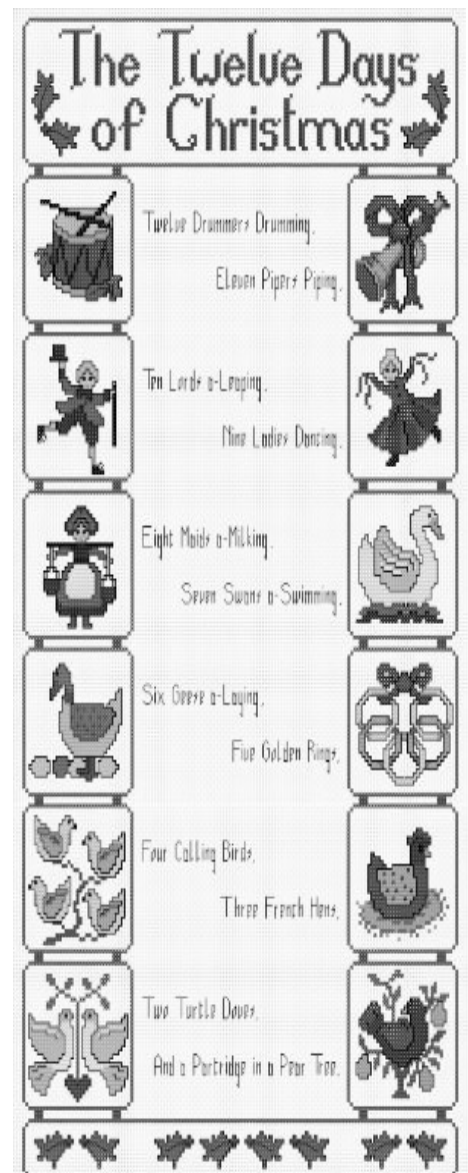 The Twelve Days
of Christmas
Twelve Drummers Drumming,
Eleven Pipers Piping,
Ten Lords a-Leaping,
Nine Ladies Dancing,
Eight Maids a-Milking,
Seven Swans a-Swimming,
Six Geese a-Laying,
Five Golden Rings,
Four Calling Birds,
Three French Hens,
Two Turtle Doves,
And a Partridge in a Pear Tree.